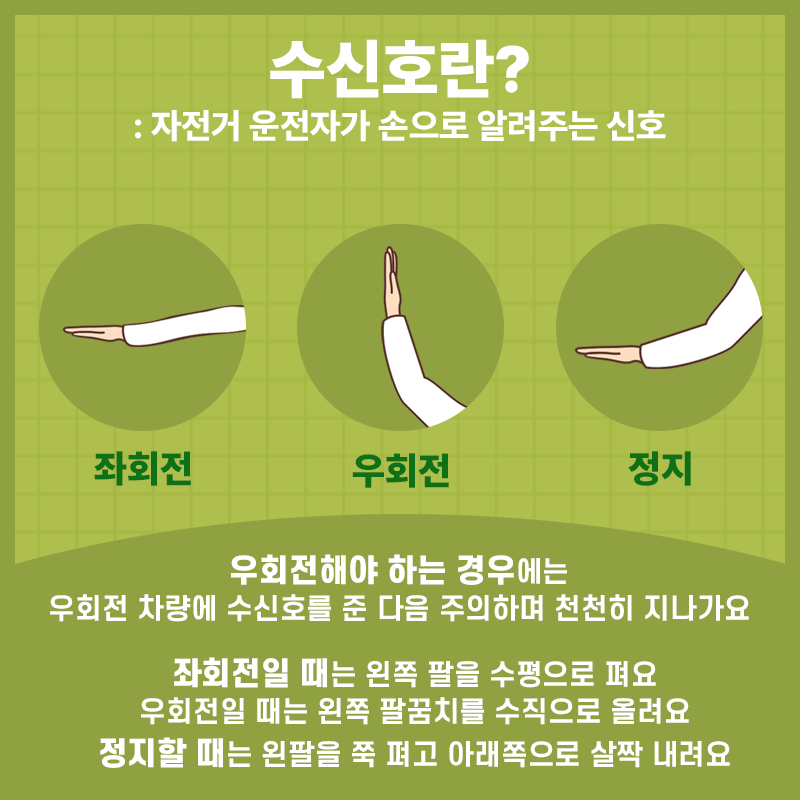 수신호란?
: 자전거 운전자가 손으로 알려주는 신호
좌회전
우회전
정지
우회전해야 하는 경우에는
우회전 차량에 수신호를 준 다음 주의하며 천천히 지나가요
좌회전일 때는 왼쪽 팔을 수평으로 펴요
우회전일 때는 왼쪽 팔꿈치를 수직으로 올려요
정지할 때는 왼팔을 쭉 펴고 아래쪽으로 살짝 내려요